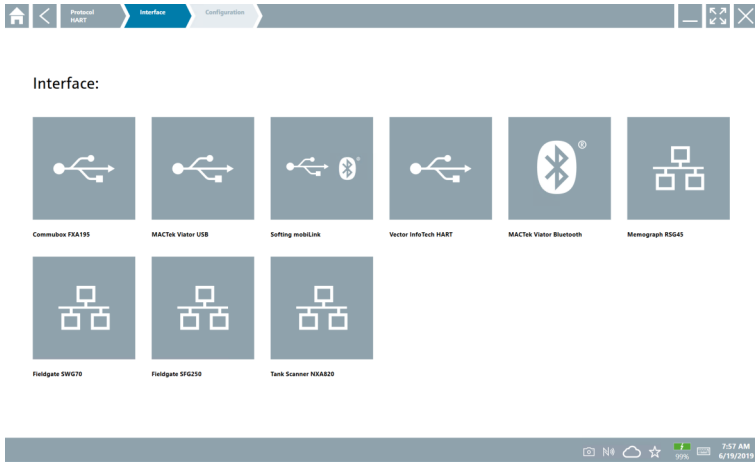 Protocol
HART
Interface
Configuration
Interface:
Commubox FXA195
MACTek Viator USB
Softing mobiLink
Vector InfoTech HART
MACTek Viator Bluetooth
Memograph RSG45
Fieldgate SWG70
Fieldgate SFG250
Tank Scanner NXA820
99%
7:57 AM
6/19/2019